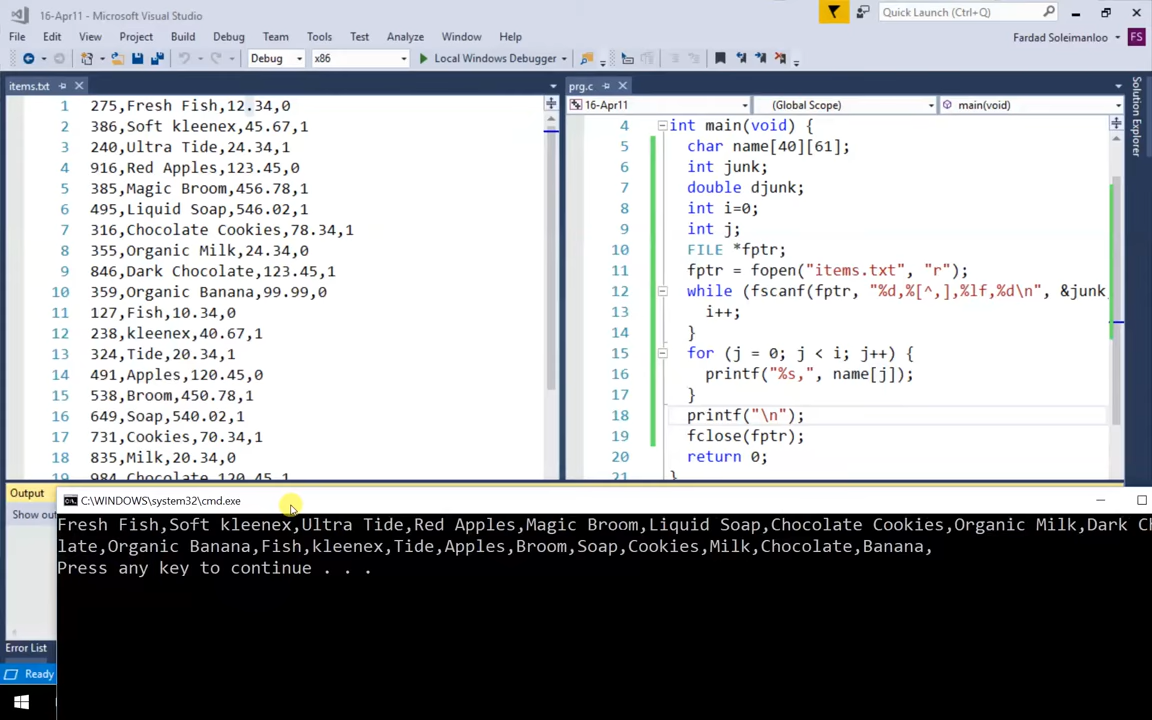 16-Apr11 - Microsoft Visual Studio
Quick Launch (Ctrl+Q)
File Edit View Project Build Debug Team Tools Test Analyze Window Help
Fardad Soleimanloo FS
Debug x86 Local Windows Debugger
items.txt
1 275,Fresh Fish,12.34,0
2 386,Soft kleenex,45.67,1
3 240,Ultra Tide,24.34,1
4 916,Red Apples,123.45,0
5 385,Magic Broom,456.78,1
6 495,Liquid Soap,546.02,1
7 316,Chocolate Cookies,78.34,1
8 355,Organic Milk,24.34,0
9 846,Dark Chocolate,123.45,1
10 359,Organic Banana,99.99,0
11 127,Fish,10.34,0
12 238,kleenex,40.67,1
13 324,Tide,20.34,1
14 491,Apples,120.45,0
15 538,Broom,450.78,1
16 649,Soap,540.02,1
17 731,Cookies,70.34,1
18 835,Milk,20.34,0
19 984,Chocolate,120.45,1
prg.c
16-Apr11 (Global Scope) main(void)
4 int main(void) {
5 char name[40][61];
6 int junk;
7 double djunk;
8 int i=0;
9 int j;
10 FILE *fptr;
11 fptr = fopen("items.txt", "r");
12 while (fscanf(fptr, "%d,%[^,],%lf,%d\n", &junk
13 i++;
14 }
15 for (j = 0; j < i; j++) {
16 printf("%s,", name[j]);
17 }
18 printf("\n");
19 fclose(fptr);
20 return 0;
21 }
Solution Explorer
Output
Show out
Error List
Ready
C:\WINDOWS\system32\cmd.exe
Fresh Fish,Soft kleenex,Ultra Tide,Red Apples,Magic Broom,Liquid Soap,Chocolate Cookies,Organic Milk,Dark Ch
late,Organic Banana,Fish,kleenex,Tide,Apples,Broom,Soap,Cookies,Milk,Chocolate,Banana,
Press any key to continue . . .